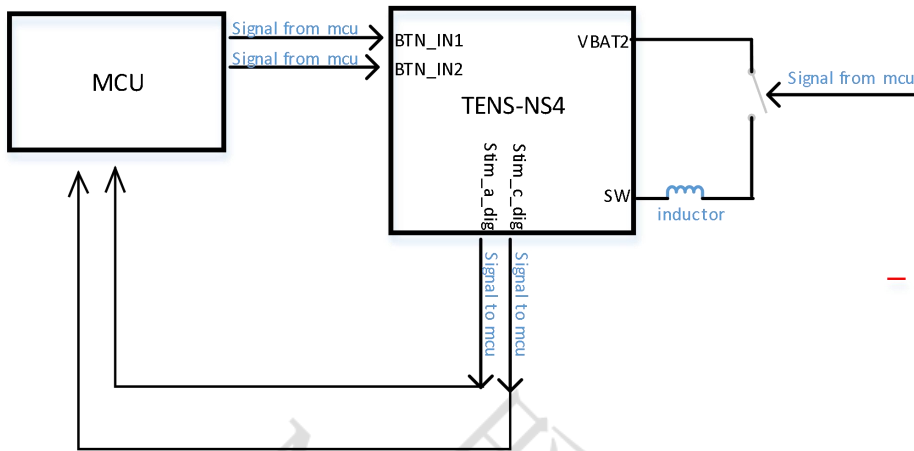 Signal from mcu
Signal from mcu
MCU
BTN_IN1
BTN_IN2
VBAT2
TENS-NS4
Signal from mcu
Stim_a_dig
Stim_c_dig
SW
inductor
Signal to mcu
Signal to mcu